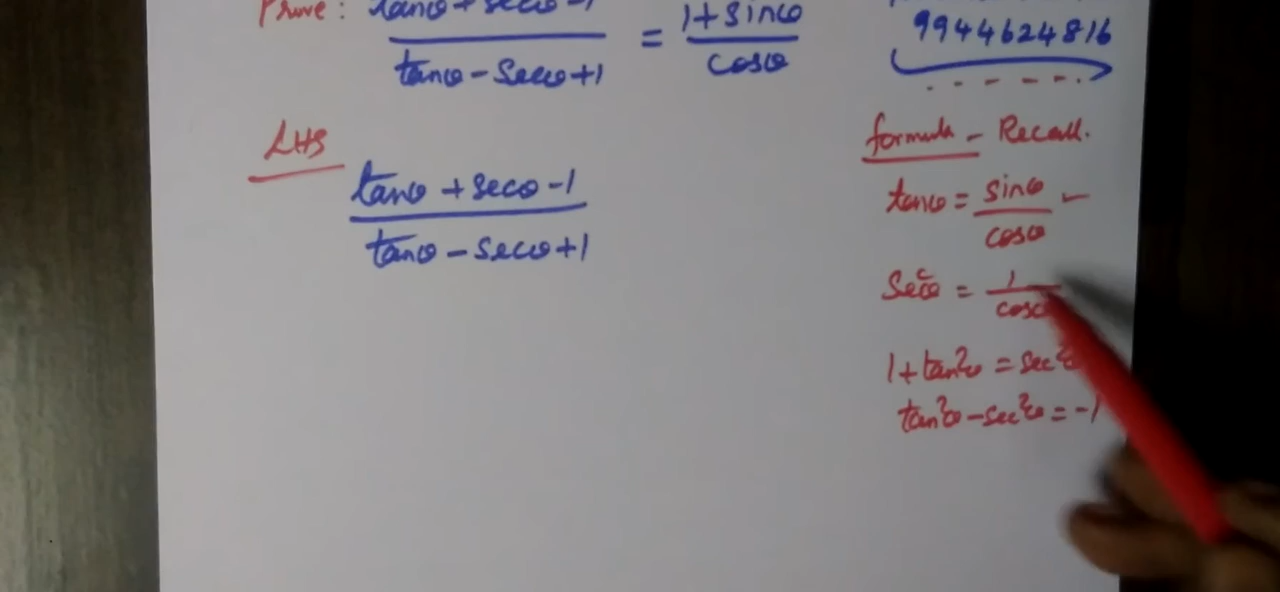 Prove: tanθ + secθ - 1 / tanθ - secθ + 1 = 1 + sinθ / cosθ
9944624816
LHS
tanθ + secθ - 1
tanθ - secθ + 1
formula - Recall.
tanθ = sinθ / cosθ
secθ = 1 / cosθ
1 + tan²θ = sec²
tan²θ - sec²θ = -1